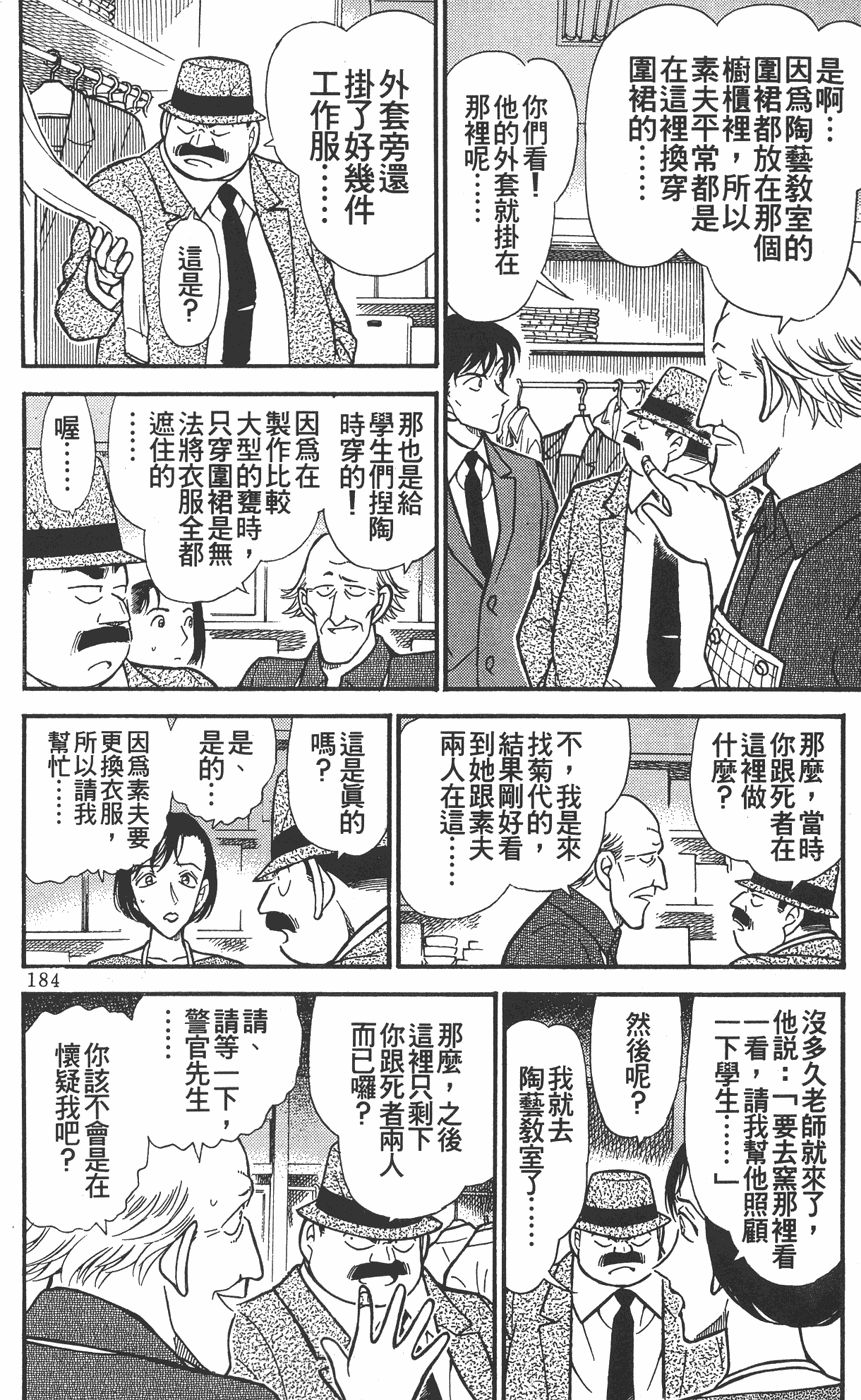 是啊…
因爲陶藝教室的
圍裙都放在那個
櫥櫃裡，所以
素夫平常都是
在這裡換穿
圍裙的……
你們看！
他的外套就掛在
那裡呢……
外套旁還
掛了好幾件
工作服……
這是？
那也是給
學生們捏陶
時穿的！
因爲在
製作比較
大型的甕時，
只穿圍裙是無
法將衣服全都
遮住的
……
喔……
那麼，當時
你跟死者在
這裡做
什麼？
不，我是來
找菊代的，
結果剛好看
到她跟素夫
兩人在這……
這是眞的
嗎？
是、
是的…
因爲素夫要
更換衣服，
所以請我
幫忙……
184
沒多久老師就來了，
他説：「要去窯那裡看
一看，請我幫他照顧
一下學生……」
然後呢？
我就去
陶藝教室了……
那麼，之後
這裡只剩下
你跟死者兩人
而已囉？
請、
請等一下，
警官先生
……
你該不會是在
懷疑我吧？